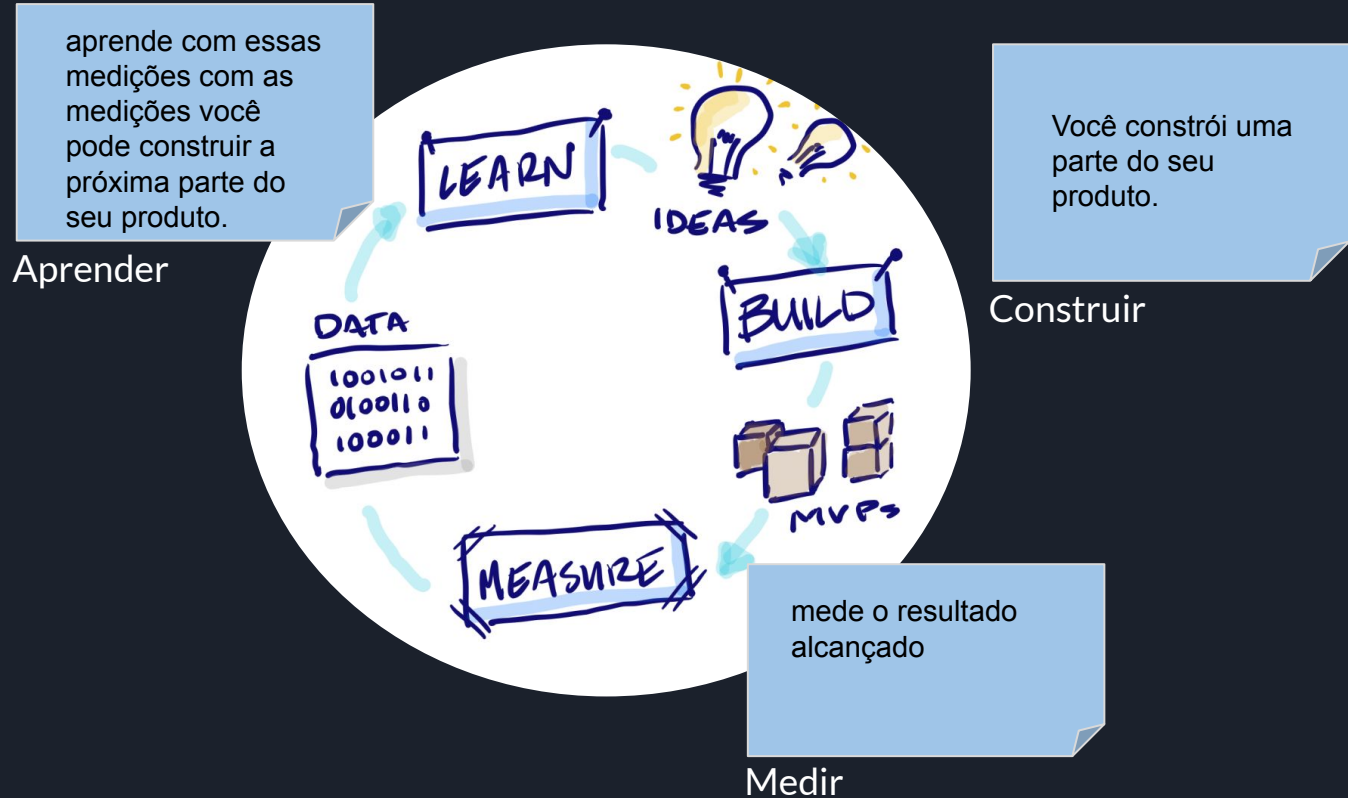 aprende com essas
medições com as
medições você
pode construir a
próxima parte do
seu produto.
Aprender
LEARN
IDEAS
Você constrói uma
parte do seu
produto.
Construir
BUILD
DATA
1001011
0100110
100011
MVPs
MEASURE
mede o resultado
alcançado
Medir